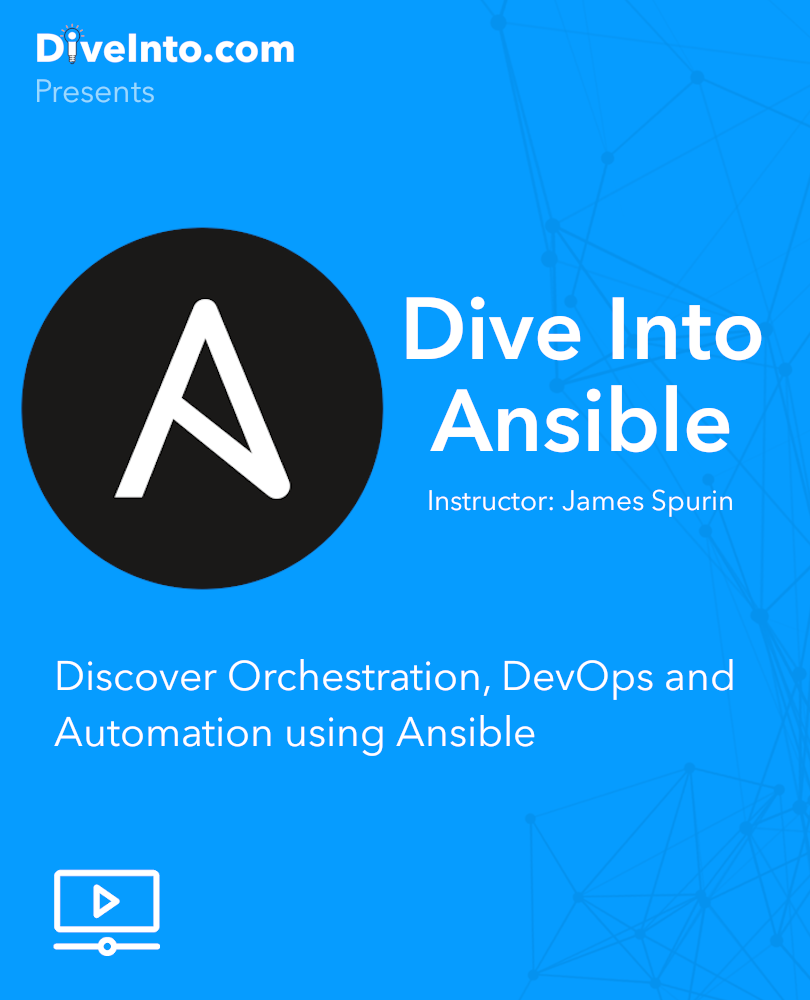 DiveInto.com
Presents
Dive Into
Ansible
Instructor: James Spurin
Discover Orchestration, DevOps and
Automation using Ansible